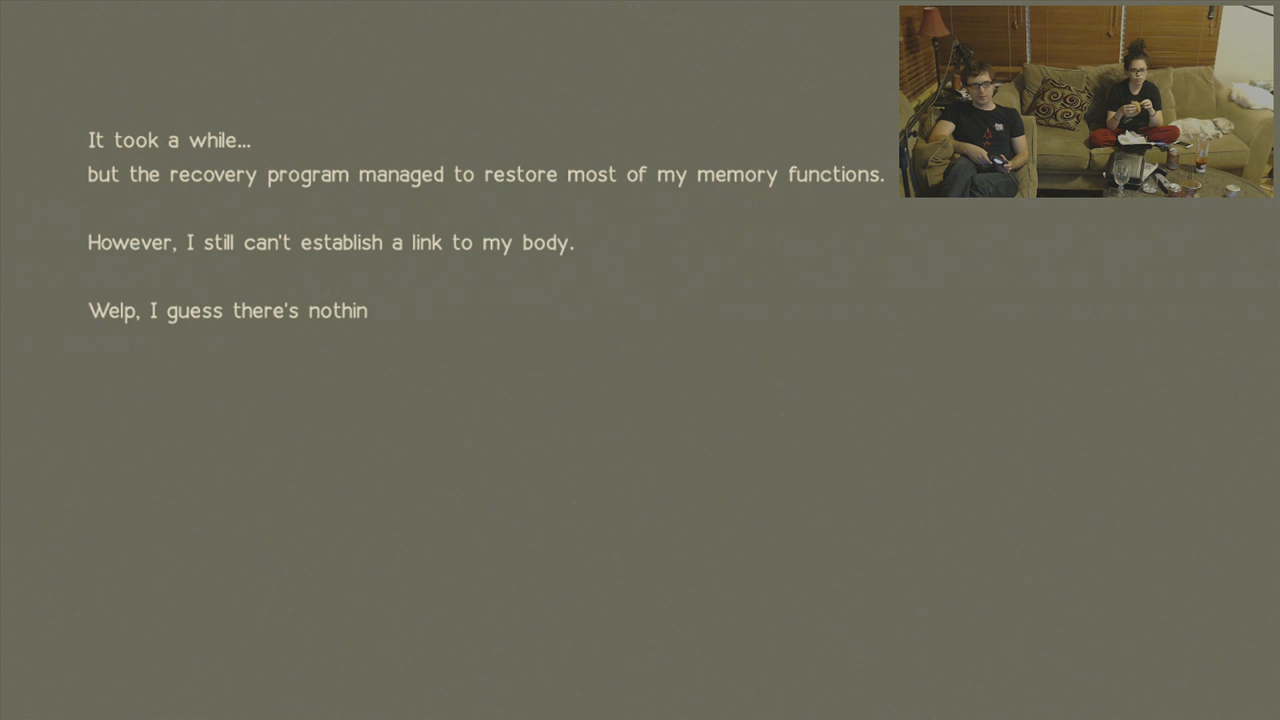 It took a while...
but the recovery program managed to restore most of my memory functions.
However, I still can't establish a link to my body.
Welp, I guess there's nothin